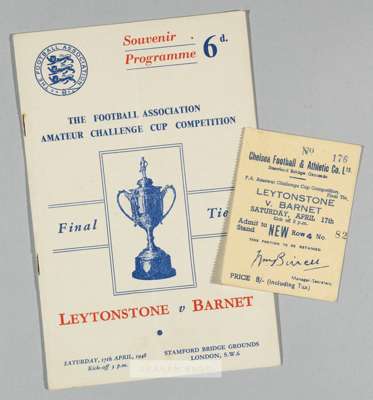 Souvenir
Programme 6d.
THE FOOTBALL ASSOCIATION
THE FOOTBALL ASSOCIATION
AMATEUR CHALLENGE CUP COMPETITION
Final Tie
LEYTONSTONE v BARNET
SATURDAY, 17th APRIL, 1948
Kick-off 3 p.m.
STAMFORD BRIDGE GROUNDS
LONDON, S.W.6
No 176
Chelsea Football & Athletic Co. Ltd
Stamford Bridge Grounds
F.A. Amateur Challenge Cup Competition
Final Tie
LEYTONSTONE
V. BARNET
SATURDAY, APRIL 17th
Kick off 3 p.m.
Admit to
Stand NEW Row 4 No. 82
THIS PORTION TO BE RETAINED
Manager-Secretary.
PRICE 8/- (Including Tax)